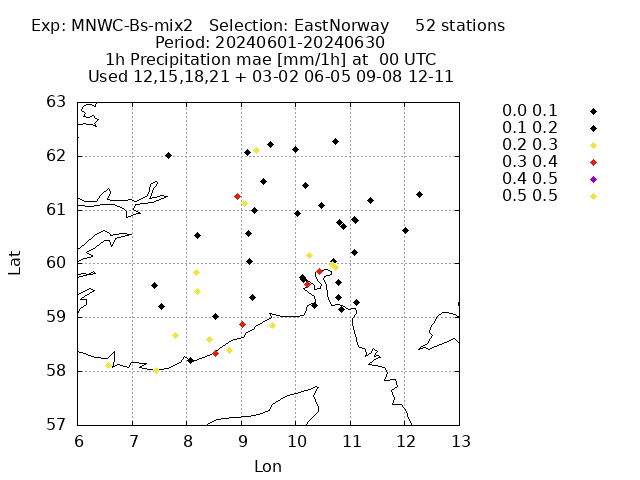 Exp: MNWC-Bs-mix2   Selection: EastNorway     52 stations
Period: 20240601-20240630
1h Precipitation mae [mm/1h] at  00 UTC
Used 12,15,18,21 + 03-02 06-05 09-08 12-11
63
62
61
60
59
58
57
Lat
6 7 8 9 10 11 12 13
Lon
0.0 0.1
0.1 0.2
0.2 0.3
0.3 0.4
0.4 0.5
0.5 0.5